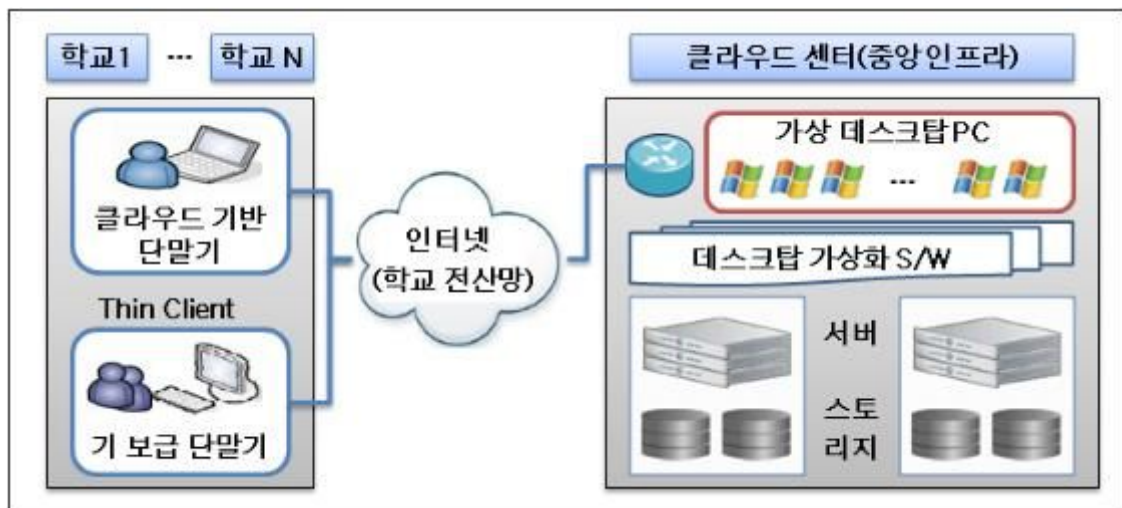 학교1 ... 학교 N
클라우드 기반
단말기
Thin Client
기 보급 단말기
인터넷
(학교 전산망)
클라우드 센터(중앙인프라)
가상 데스크탑PC
...
데스크탑 가상화 S/W
서버
스토
리지